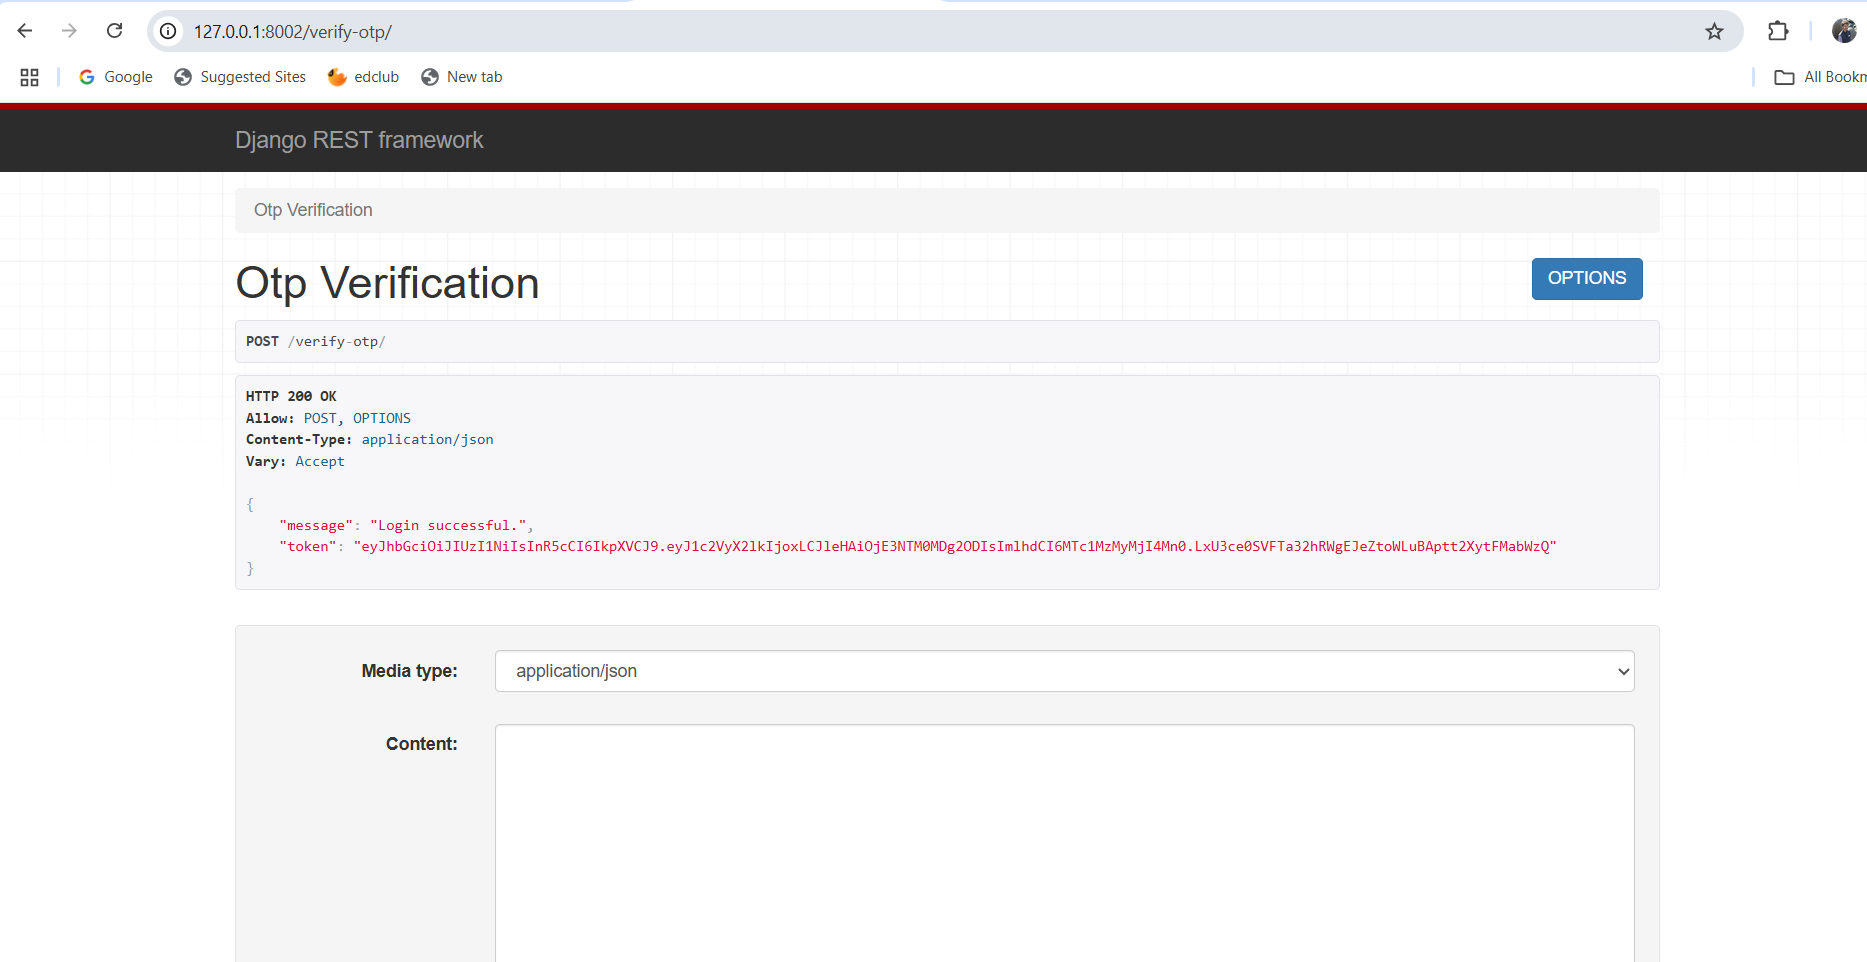 127.0.0.1:8002/verify-otp/
Google Suggested Sites edclub New tab All Bookm
Django REST framework
Otp Verification
Otp Verification
OPTIONS
POST /verify-otp/
HTTP 200 OK
Allow: POST, OPTIONS
Content-Type: application/json
Vary: Accept
{
"message": "Login successful.",
"token": "eyJhbGciOiJIUzI1NiIsInR5cCI6IkpXVCJ9.eyJ1c2VyX2lkIjoxLCJleHAiOjE3NTM0MDg2ODIsImlhdCI6MTc1MzMyMjI4Mn0.LxU3ce0SVFTa32hRWgEJeZtoWLuBAptt2XytFMabWzQ"
}
Media type: application/json
Content: